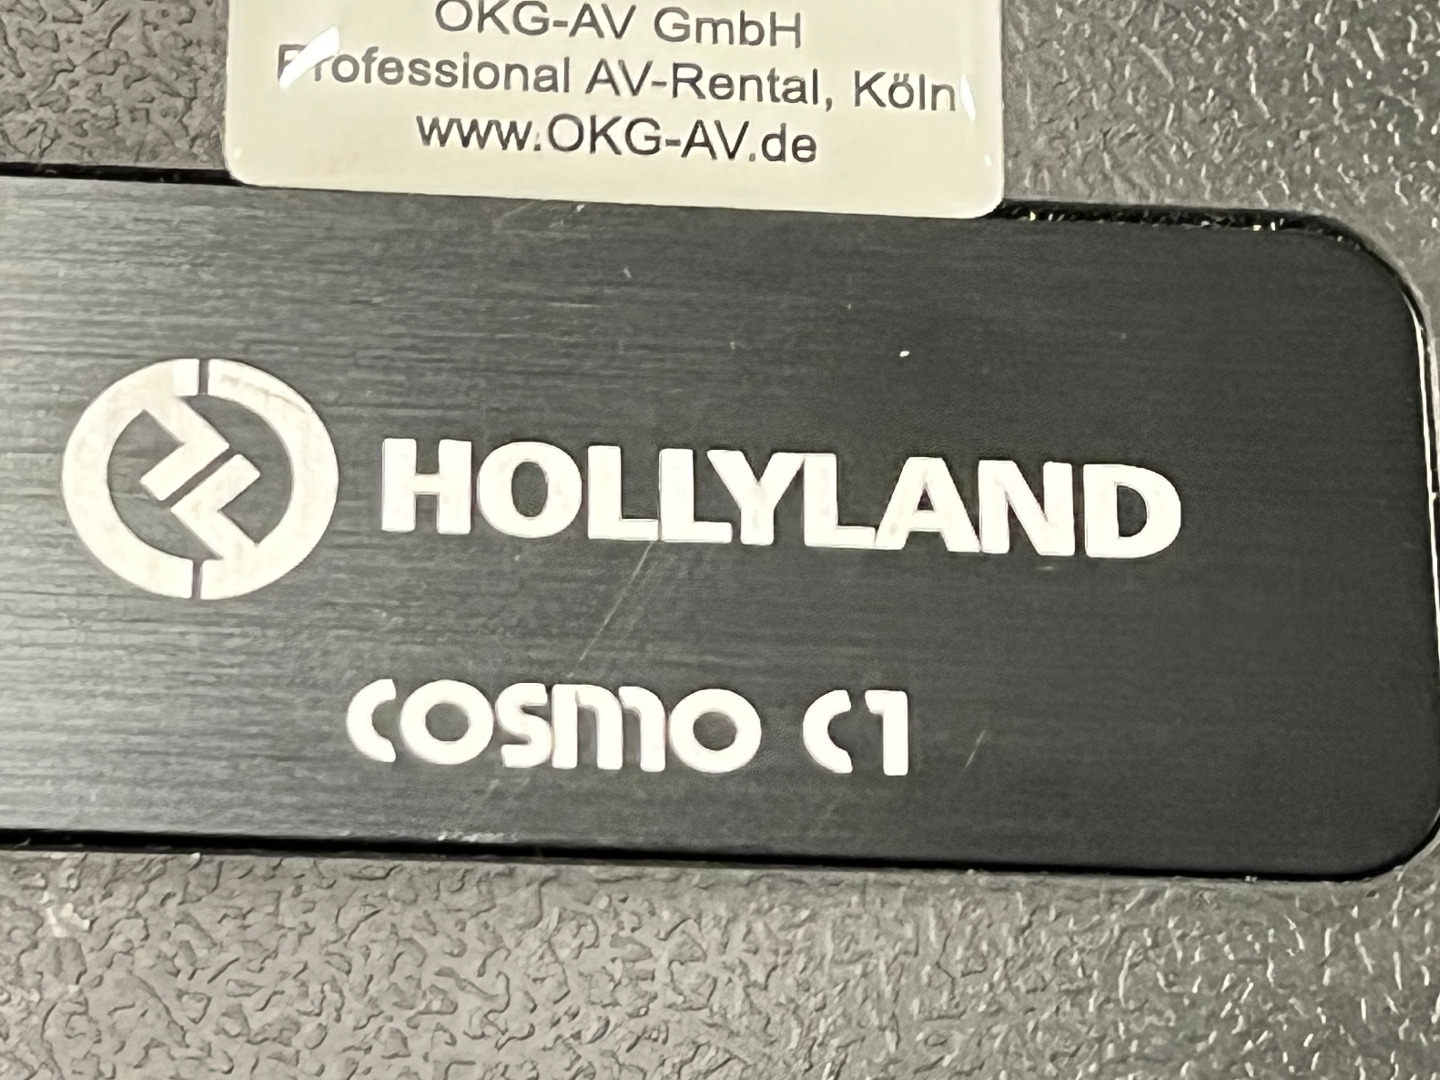 OKG-AV GmbH
Professional AV-Rental, Köln
www.OKG-AV.de
HOLLYLAND
COSMO C1